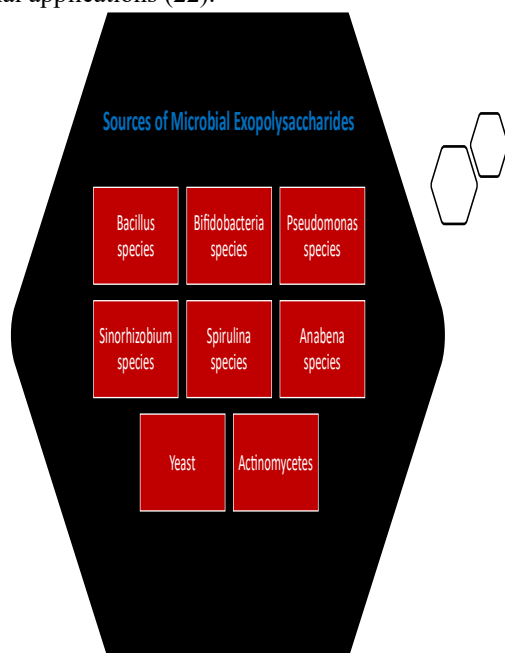 nal applications (22).
Sources of Microbial Exopolysaccharides
Bacillus
species
Bifidobacteria
species
Pseudomonas
species
Sinorhizobium
species
Spirulina
species
Anabena
species
Yeast
Actinomycetes